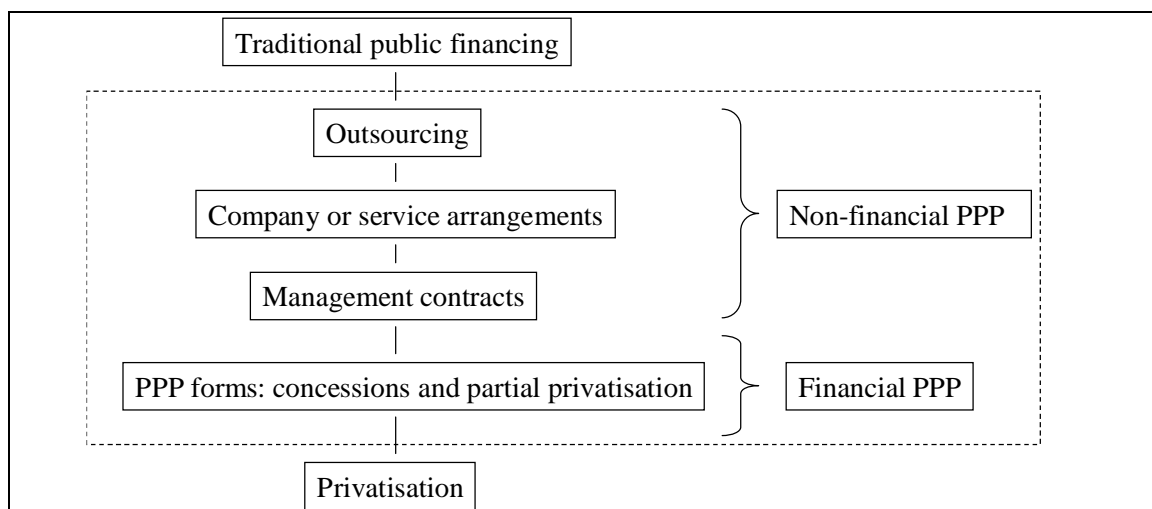 Traditional public financing
Outsourcing
Company or service arrangements
Non-financial PPP
Management contracts
PPP forms: concessions and partial privatisation
Financial PPP
Privatisation